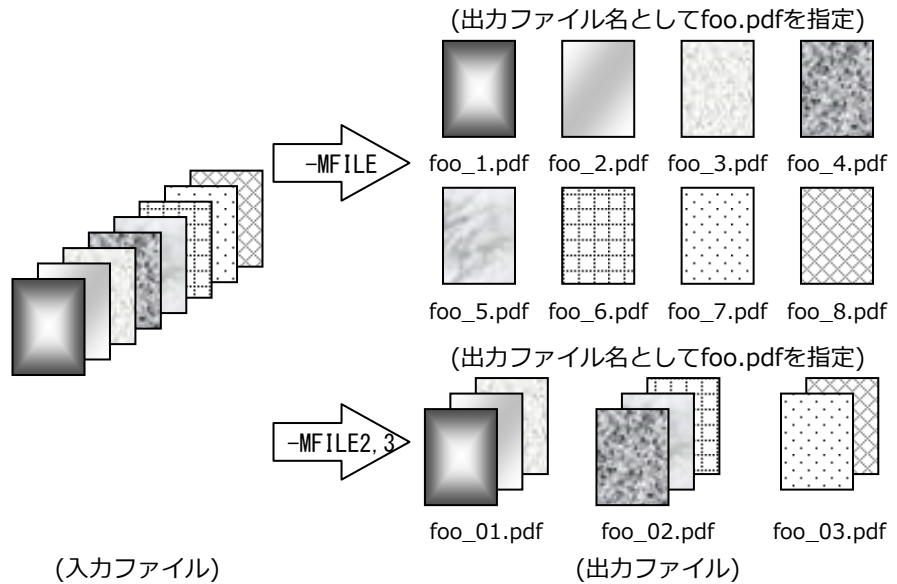 (出力ファイル名としてfoo.pdfを指定)
-MFILE
foo_1.pdf foo_2.pdf foo_3.pdf foo_4.pdf
foo_5.pdf foo_6.pdf foo_7.pdf foo_8.pdf
(出力ファイル名としてfoo.pdfを指定)
-MFILE2,3
foo_01.pdf foo_02.pdf foo_03.pdf
(入力ファイル) (出力ファイル)